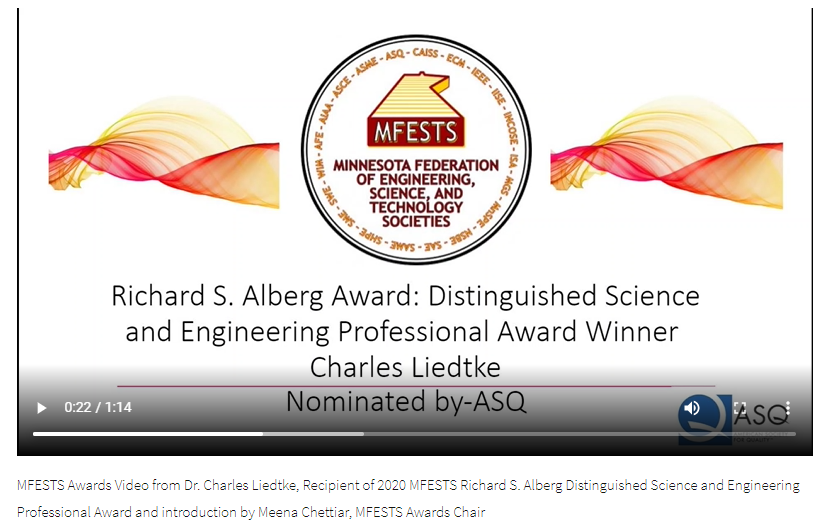 AFE - AIAA - ASCE - ASME - ASQ - CAISS - ECM - IEEE - IISE - INCOSE - ISA - MGS - MnSPE - NSBE - SAE - SAME - SHPE - SME - SWE - WIM -
MFESTS
MINNESOTA FEDERATION
OF ENGINEERING,
SCIENCE, AND
TECHNOLOGY
SOCIETIES
Richard S. Alberg Award: Distinguished Science
and Engineering Professional Award Winner
Charles Liedtke
Nominated by-ASQ
0:22 / 1:14
ASQ
MFESTS Awards Video from Dr. Charles Liedtke, Recipient of 2020 MFESTS Richard S. Alberg Distinguished Science and Engineering
Professional Award and introduction by Meena Chettiar, MFESTS Awards Chair